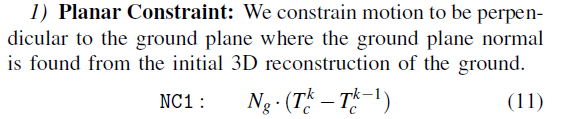 1) Planar Constraint: We constrain motion to be perpen-
dicular to the ground plane where the ground plane normal
is found from the initial 3D reconstruction of the ground.
NC1 : N_g · (T_c^k − T_c^{k−1}) (11)